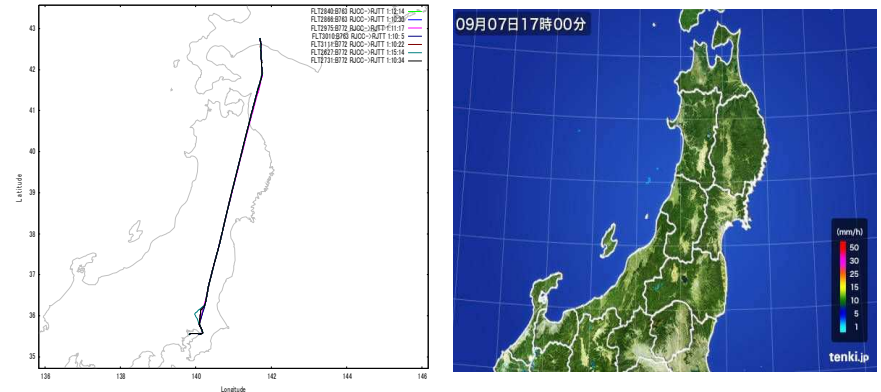 FLT2840:B763 RJCC->RJTT 1:12:14
FLT2866:B763 RJCC->RJTT 1:10:30
FLT2975:B772 RJCC->RJTT 1:11:17
FLT3010:B763 RJCC->RJTT 1:10: 5
FLT3111:B772 RJCC->RJTT 1:10:22
FLT2627:B772 RJCC->RJTT 1:15:14
FLT2731:B772 RJCC->RJTT 1:10:34
42
41
40
39
38
37
36
35
Latitude
136
138
140
142
144
146
Longitude
09月07日17時00分
(mm/h)
50
30
25
15
10
5
1
tenki.jp